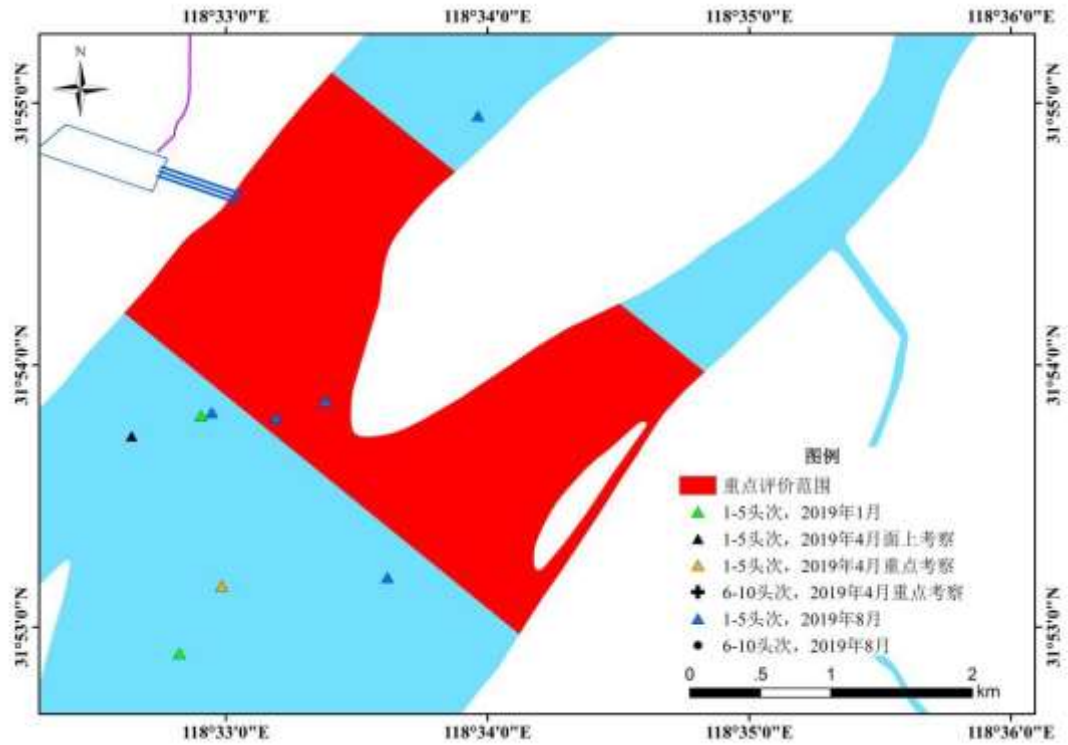 118°33'0"E 118°34'0"E 118°35'0"E 118°36'0"E
N
31°55'0"N 31°55'0"N
31°54'0"N 31°54'0"N
31°53'0"N 31°53'0"N
图例
重点评价范围
1-5头次，2019年1月
1-5头次，2019年4月面上考察
1-5头次，2019年4月重点考察
6-10头次，2019年4月重点考察
1-5头次，2019年8月
6-10头次，2019年8月
0 .5 1 2
km
118°33'0"E 118°34'0"E 118°35'0"E 118°36'0"E